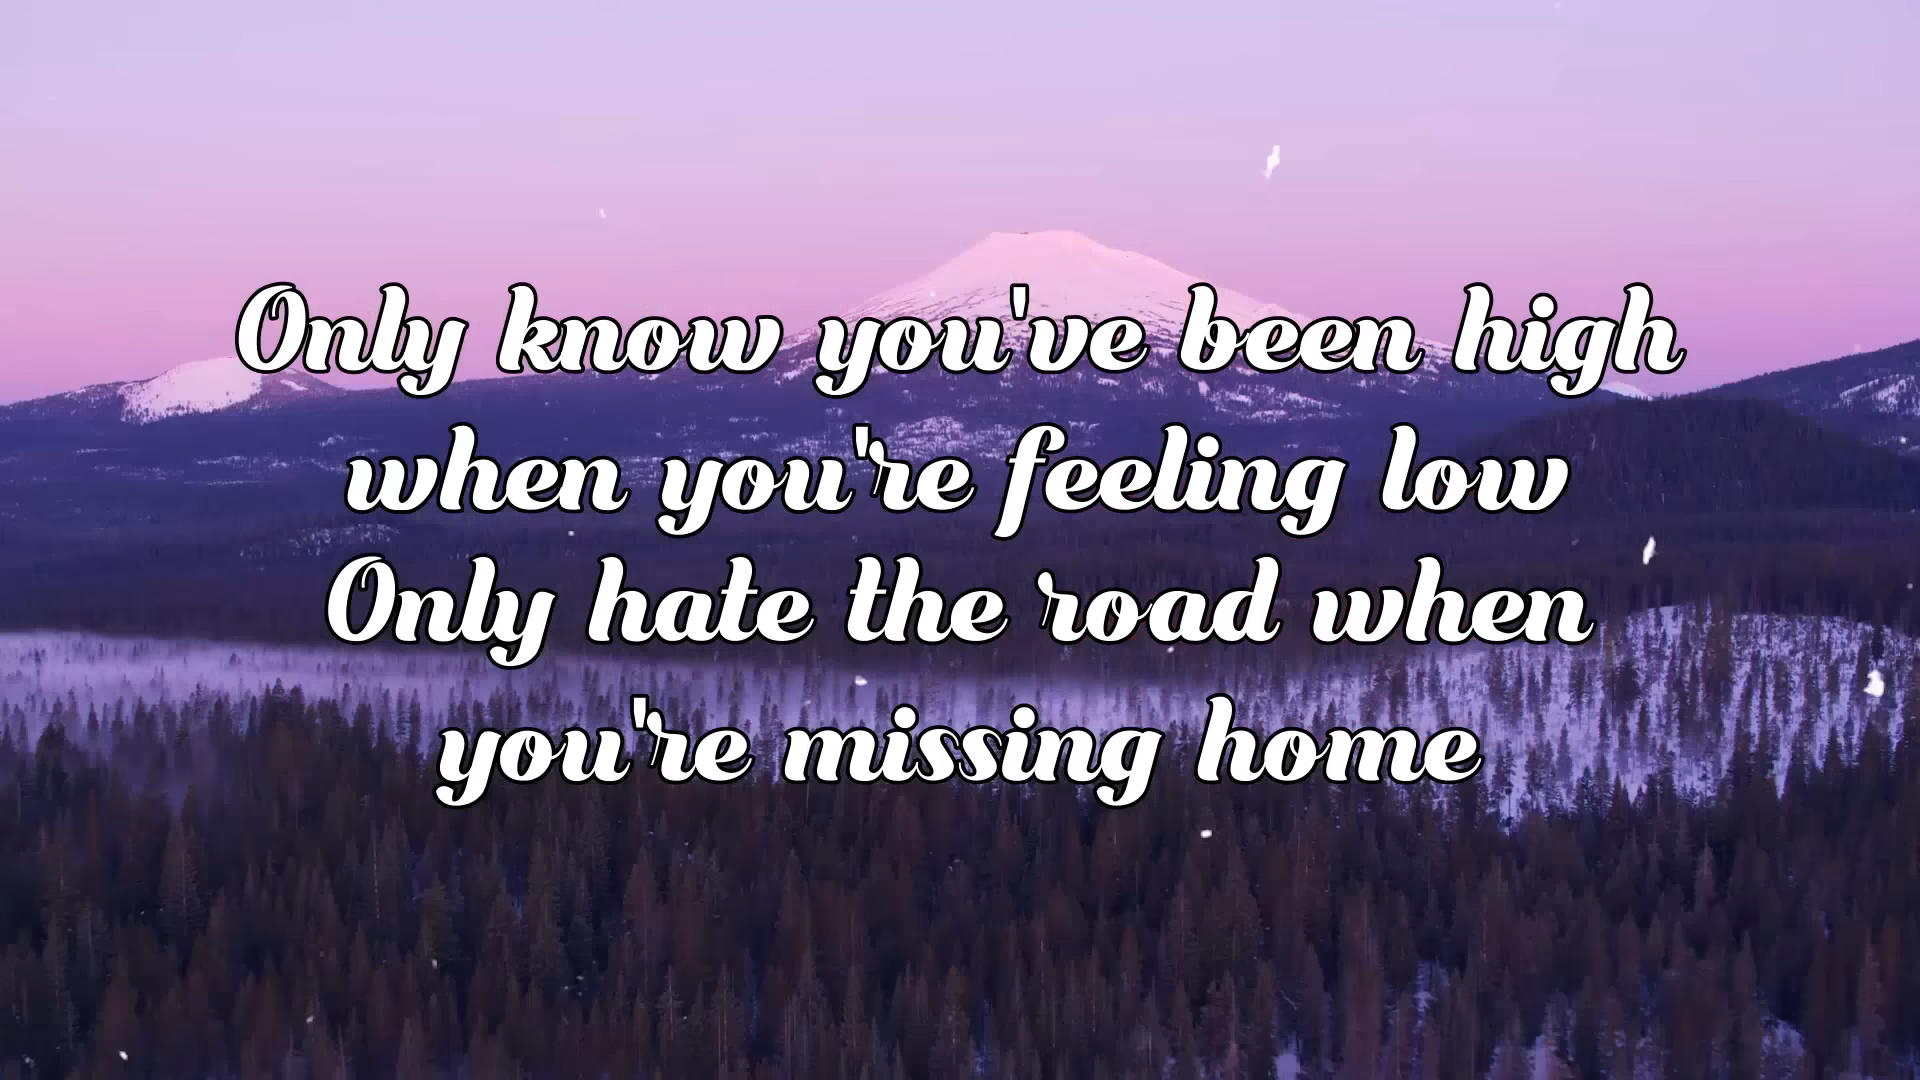 Only know you've been high
when you're feeling low
Only hate the road when
you're missing home